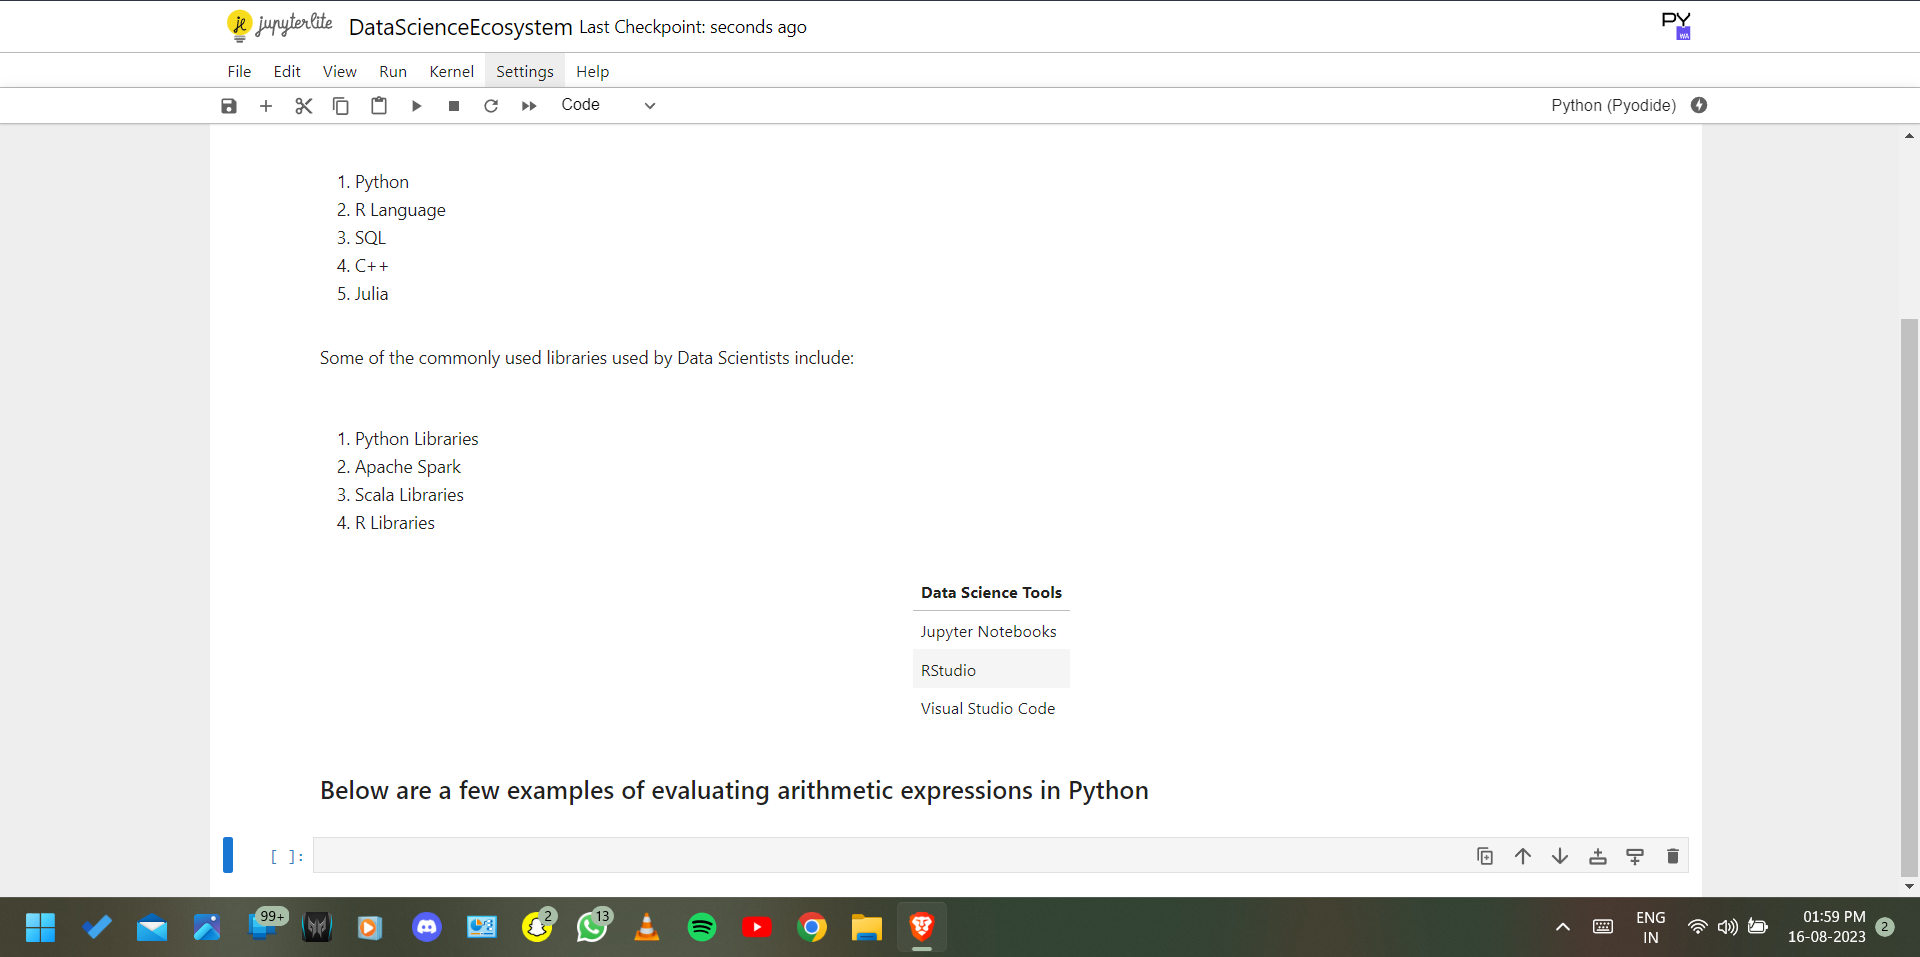 jupyterlite DataScienceEcosystem Last Checkpoint: seconds ago
PY
WA
File Edit View Run Kernel Settings Help
Code
Python (Pyodide)
1. Python
2. R Language
3. SQL
4. C++
5. Julia
Some of the commonly used libraries used by Data Scientists include:
1. Python Libraries
2. Apache Spark
3. Scala Libraries
4. R Libraries
Data Science Tools
Jupyter Notebooks
RStudio
Visual Studio Code
Below are a few examples of evaluating arithmetic expressions in Python
[ ]:
99+
2
13
ENG
IN
01:59 PM
16-08-2023
2